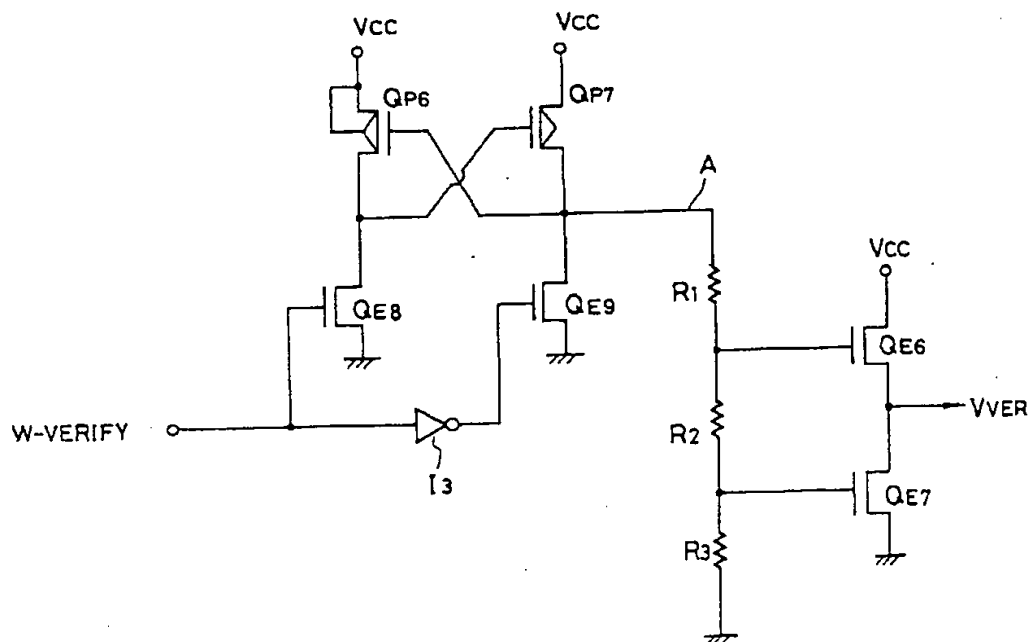 VCC
VCC
QP6
QP7
A
VCC
R1
QE8
QE9
QE6
R2
VVER
W-VERIFY
I3
QE7
R3